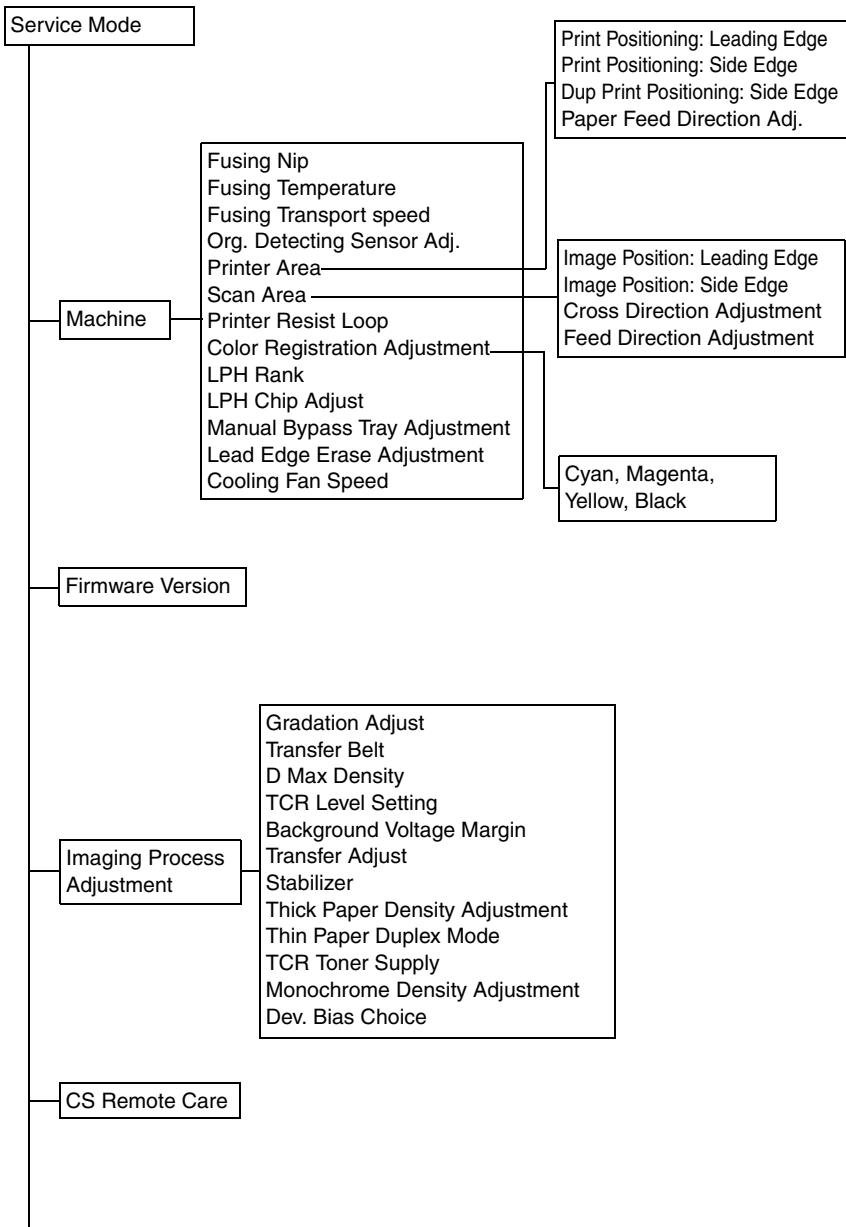 Service Mode
Print Positioning: Leading Edge
Print Positioning: Side Edge
Dup Print Positioning: Side Edge
Paper Feed Direction Adj.
Machine
Fusing Nip
Fusing Temperature
Fusing Transport speed
Org. Detecting Sensor Adj.
Printer Area
Scan Area
Printer Resist Loop
Color Registration Adjustment
LPH Rank
LPH Chip Adjust
Manual Bypass Tray Adjustment
Lead Edge Erase Adjustment
Cooling Fan Speed
Image Position: Leading Edge
Image Position: Side Edge
Cross Direction Adjustment
Feed Direction Adjustment
Cyan, Magenta,
Yellow, Black
Firmware Version
Imaging Process
Adjustment
Gradation Adjust
Transfer Belt
D Max Density
TCR Level Setting
Background Voltage Margin
Transfer Adjust
Stabilizer
Thick Paper Density Adjustment
Thin Paper Duplex Mode
TCR Toner Supply
Monochrome Density Adjustment
Dev. Bias Choice
CS Remote Care